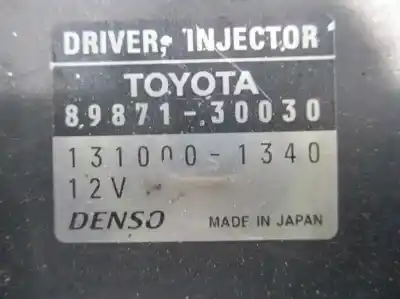 DRIVER, INJECTOR
TOYOTA
89871-30030
131000-1340
12V
DENSO MADE IN JAPAN